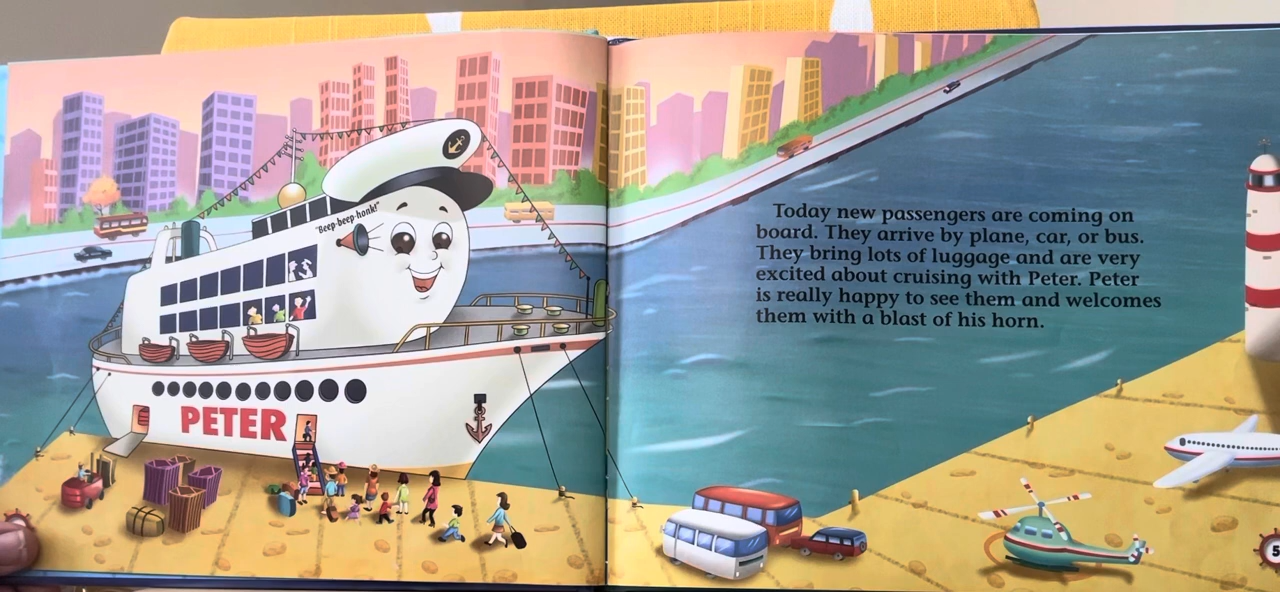 "Beep-beep-honk!"
PETER
Today new passengers are coming on
board. They arrive by plane, car, or bus.
They bring lots of luggage and are very
excited about cruising with Peter. Peter
is really happy to see them and welcomes
them with a blast of his horn.
5